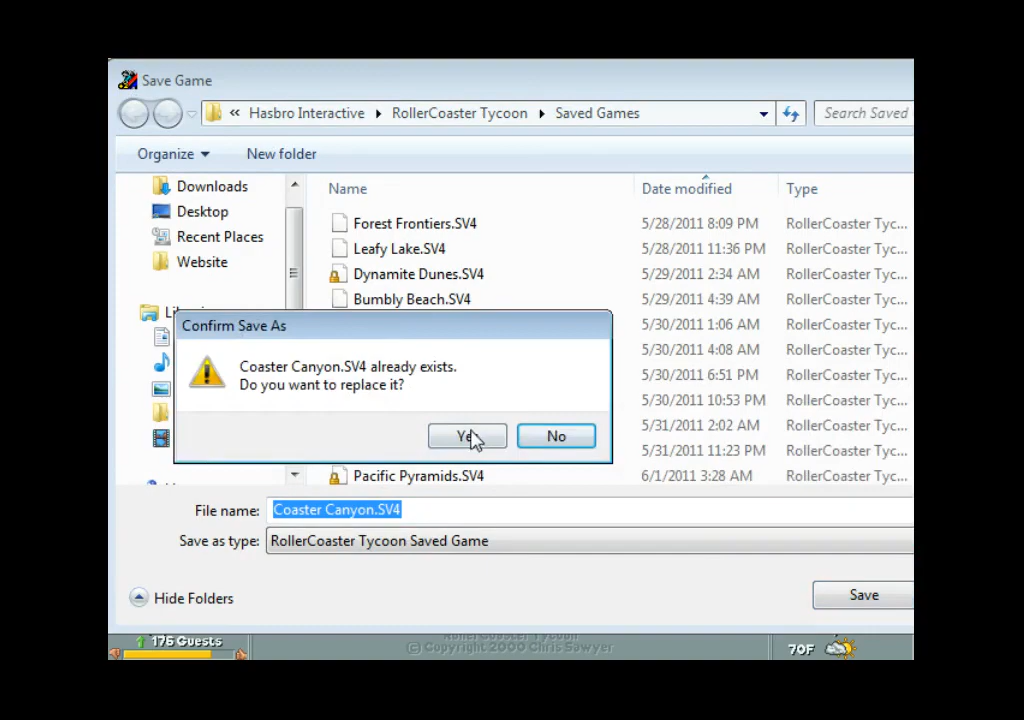 Save Game
« Hasbro Interactive ▸ RollerCoaster Tycoon ▸ Saved Games
Search Saved
Organize ▾ New folder
Name Date modified Type
Downloads
Desktop
Recent Places
Website
Forest Frontiers.SV4 5/28/2011 8:09 PM RollerCoaster Tyc...
Leafy Lake.SV4 5/28/2011 11:36 PM RollerCoaster Tyc...
Dynamite Dunes.SV4 5/29/2011 2:34 AM RollerCoaster Tyc...
Bumbly Beach.SV4 5/29/2011 4:39 AM RollerCoaster Tyc...
5/30/2011 1:06 AM RollerCoaster Tyc...
5/30/2011 4:08 AM RollerCoaster Tyc...
5/30/2011 6:51 PM RollerCoaster Tyc...
5/30/2011 10:53 PM RollerCoaster Tyc...
5/31/2011 2:02 AM RollerCoaster Tyc...
5/31/2011 11:23 PM RollerCoaster Tyc...
Pacific Pyramids.SV4 6/1/2011 3:28 AM RollerCoaster Tyc...
Confirm Save As
Coaster Canyon.SV4 already exists.
Do you want to replace it?
Yes No
File name: Coaster Canyon.SV4
Save as type: RollerCoaster Tycoon Saved Game
Hide Folders
Save
175 Guests
RollerCoaster Tycoon
© Copyright 2000 Chris Sawyer
70F